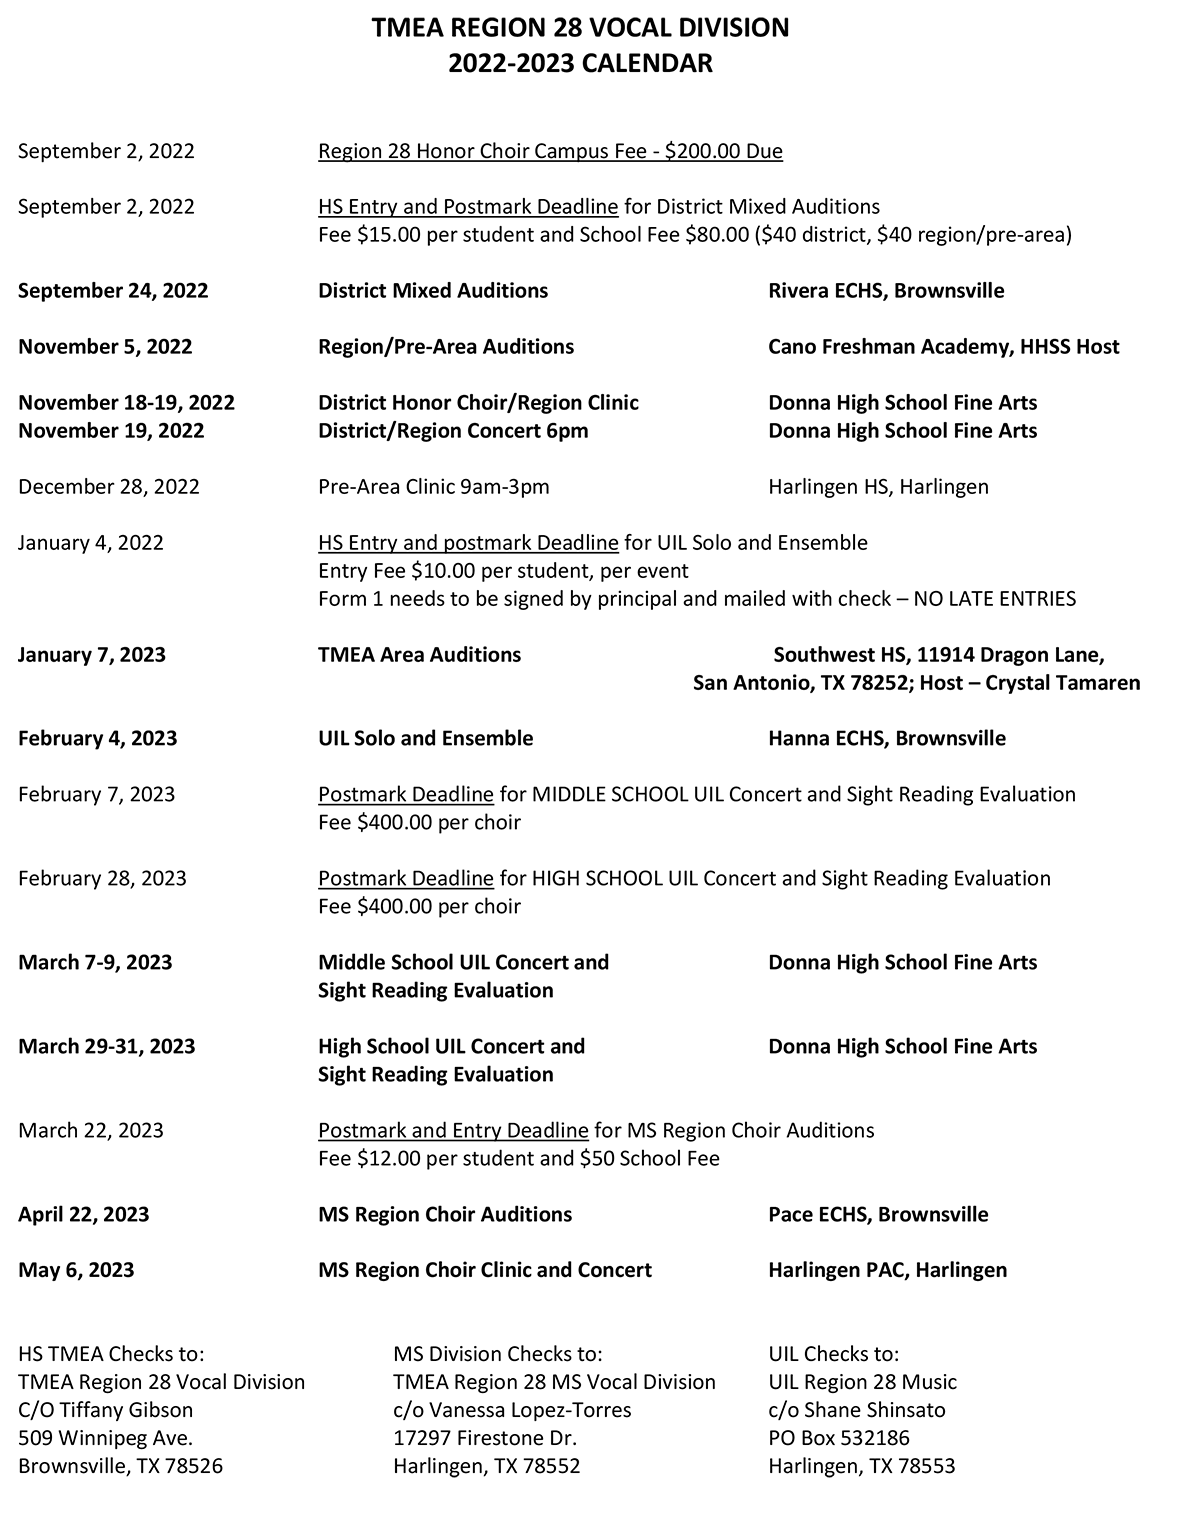 TMEA REGION 28 VOCAL DIVISION
2022-2023 CALENDAR
September 2, 2022 Region 28 Honor Choir Campus Fee - $200.00 Due
September 2, 2022 HS Entry and Postmark Deadline for District Mixed Auditions
Fee $15.00 per student and School Fee $80.00 ($40 district, $40 region/pre-area)
September 24, 2022 District Mixed Auditions Rivera ECHS, Brownsville
November 5, 2022 Region/Pre-Area Auditions Cano Freshman Academy, HHSS Host
November 18-19, 2022 District Honor Choir/Region Clinic Donna High School Fine Arts
November 19, 2022 District/Region Concert 6pm Donna High School Fine Arts
December 28, 2022 Pre-Area Clinic 9am-3pm Harlingen HS, Harlingen
January 4, 2022 HS Entry and postmark Deadline for UIL Solo and Ensemble
Entry Fee $10.00 per student, per event
Form 1 needs to be signed by principal and mailed with check – NO LATE ENTRIES
January 7, 2023 TMEA Area Auditions Southwest HS, 11914 Dragon Lane,
San Antonio, TX 78252; Host – Crystal Tamaren
February 4, 2023 UIL Solo and Ensemble Hanna ECHS, Brownsville
February 7, 2023 Postmark Deadline for MIDDLE SCHOOL UIL Concert and Sight Reading Evaluation
Fee $400.00 per choir
February 28, 2023 Postmark Deadline for HIGH SCHOOL UIL Concert and Sight Reading Evaluation
Fee $400.00 per choir
March 7-9, 2023 Middle School UIL Concert and Donna High School Fine Arts
Sight Reading Evaluation
March 29-31, 2023 High School UIL Concert and Donna High School Fine Arts
Sight Reading Evaluation
March 22, 2023 Postmark and Entry Deadline for MS Region Choir Auditions
Fee $12.00 per student and $50 School Fee
April 22, 2023 MS Region Choir Auditions Pace ECHS, Brownsville
May 6, 2023 MS Region Choir Clinic and Concert Harlingen PAC, Harlingen
HS TMEA Checks to:
TMEA Region 28 Vocal Division
C/O Tiffany Gibson
509 Winnipeg Ave.
Brownsville, TX 78526
MS Division Checks to:
TMEA Region 28 MS Vocal Division
c/o Vanessa Lopez-Torres
17297 Firestone Dr.
Harlingen, TX 78552
UIL Checks to:
UIL Region 28 Music
c/o Shane Shinsato
PO Box 532186
Harlingen, TX 78553